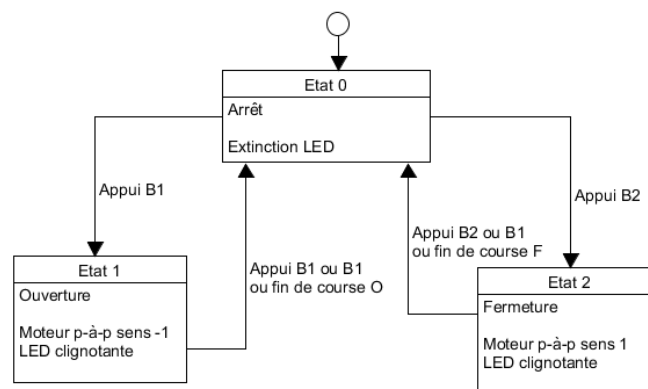 Etat 0
Arrêt
Extinction LED
Appui B1
Appui B2
Appui B2 ou B1
ou fin de course F
Appui B1 ou B1
ou fin de course O
Etat 1
Ouverture
Moteur p-à-p sens -1
LED clignotante
Etat 2
Fermeture
Moteur p-à-p sens 1
LED clignotante